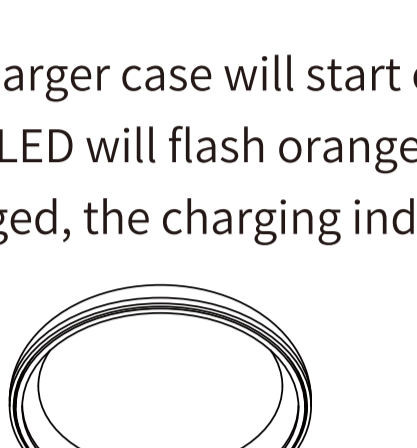 arger case will start
LED will flash orange
ged, the charging ind